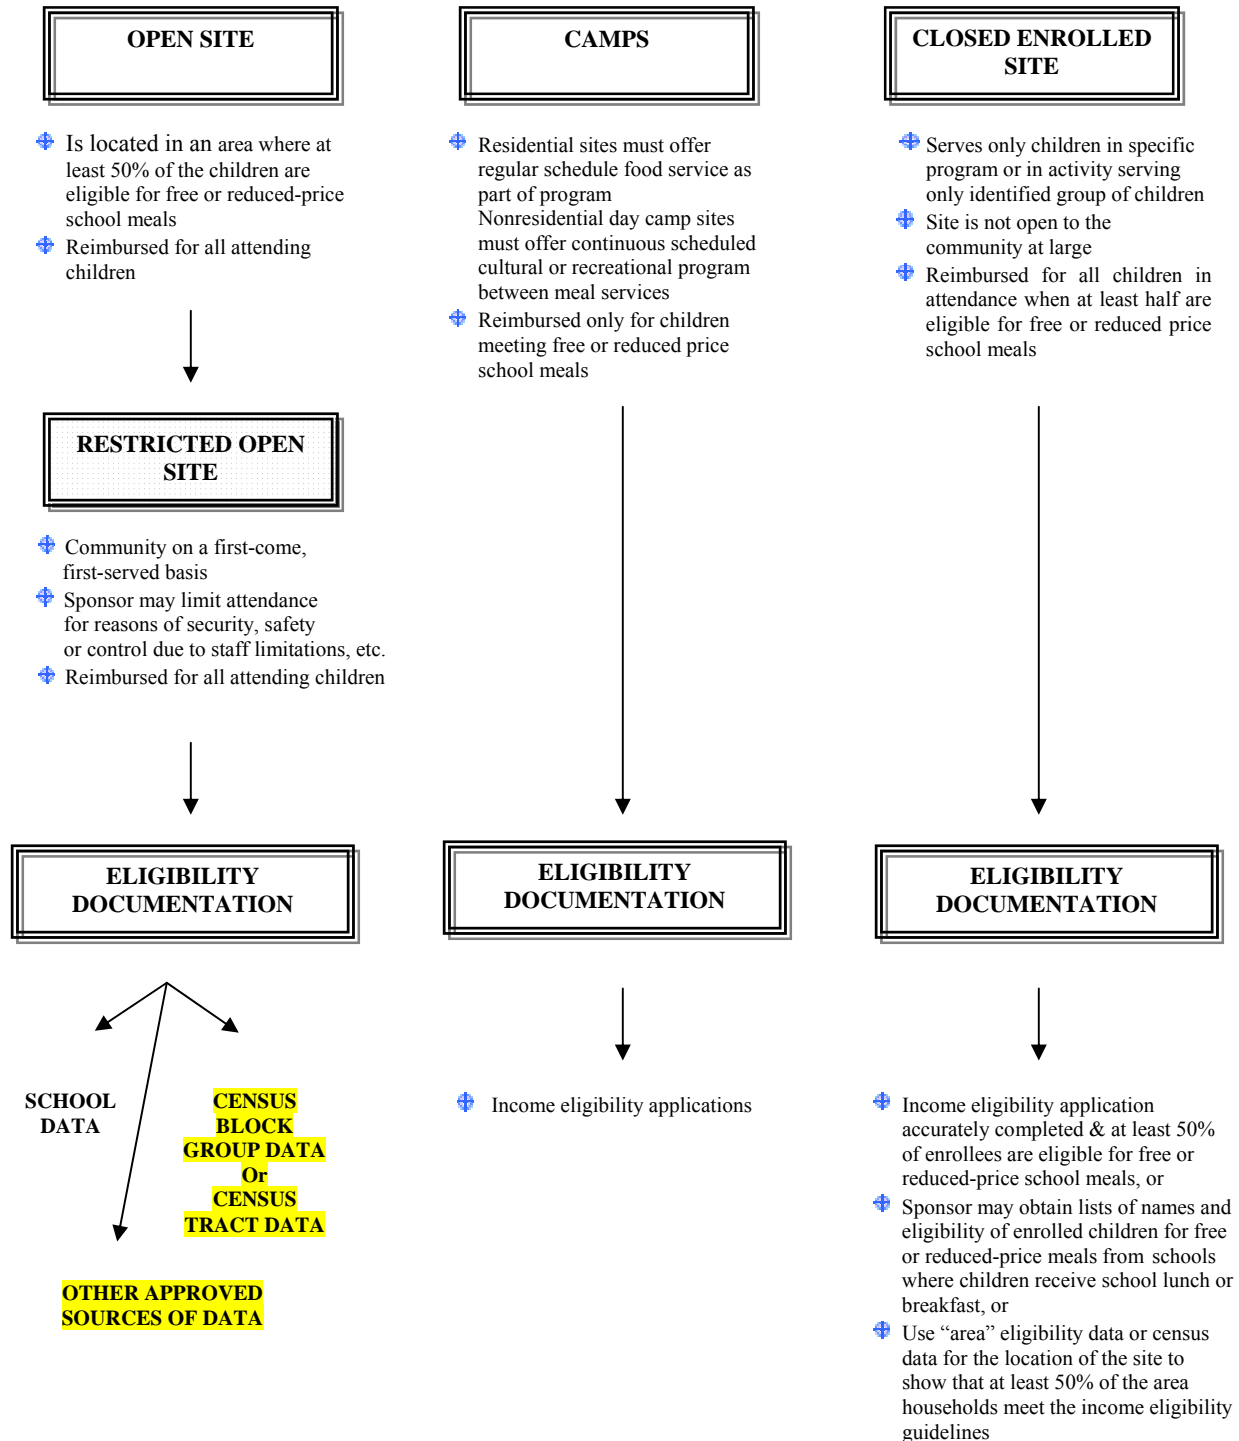 OPEN SITE
Is located in an area where at
least 50% of the children are
eligible for free or reduced-price
school meals
Reimbursed for all attending
children
RESTRICTED OPEN
SITE
Community on a first-come,
first-served basis
Sponsor may limit attendance
for reasons of security, safety
or control due to staff limitations, etc.
Reimbursed for all attending children
ELIGIBILITY
DOCUMENTATION
SCHOOL
DATA
CENSUS
BLOCK
GROUP DATA
Or
CENSUS
TRACT DATA
OTHER APPROVED
SOURCES OF DATA
CAMPS
Residential sites must offer
regular schedule food service as
part of program
Nonresidential day camp sites
must offer continuous scheduled
cultural or recreational program
between meal services
Reimbursed only for children
meeting free or reduced price
school meals
ELIGIBILITY
DOCUMENTATION
Income eligibility applications
CLOSED ENROLLED
SITE
Serves only children in specific
program or in activity serving
only identified group of children
Site is not open to the
community at large
Reimbursed for all children in
attendance when at least half are
eligible for free or reduced price
school meals
ELIGIBILITY
DOCUMENTATION
Income eligibility application
accurately completed & at least 50%
of enrollees are eligible for free or
reduced-price school meals, or
Sponsor may obtain lists of names and
eligibility of enrolled children for free
or reduced-price meals from schools
where children receive school lunch or
breakfast, or
Use “area” eligibility data or census
data for the location of the site to
show that at least 50% of the area
households meet the income eligibility
guidelines